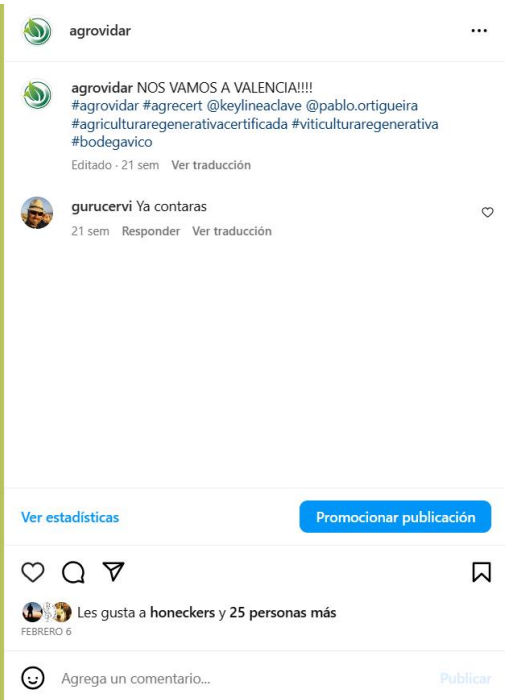 agrovidar
agrovidar NOS VAMOS A VALENCIA!!!!
#agrovidar #agrecert @keylineaclave @pablo.ortigueira
#agriculturaregenerativacertificada #viticulturaregenerativa
#bodegavico
Editado · 21 sem Ver traducción
gurucervi Ya contaras
21 sem Responder Ver traducción
Ver estadísticas
Promocionar publicación
Les gusta a honeckers y 25 personas más
FEBRERO 6
Agrega un comentario...
Publicar